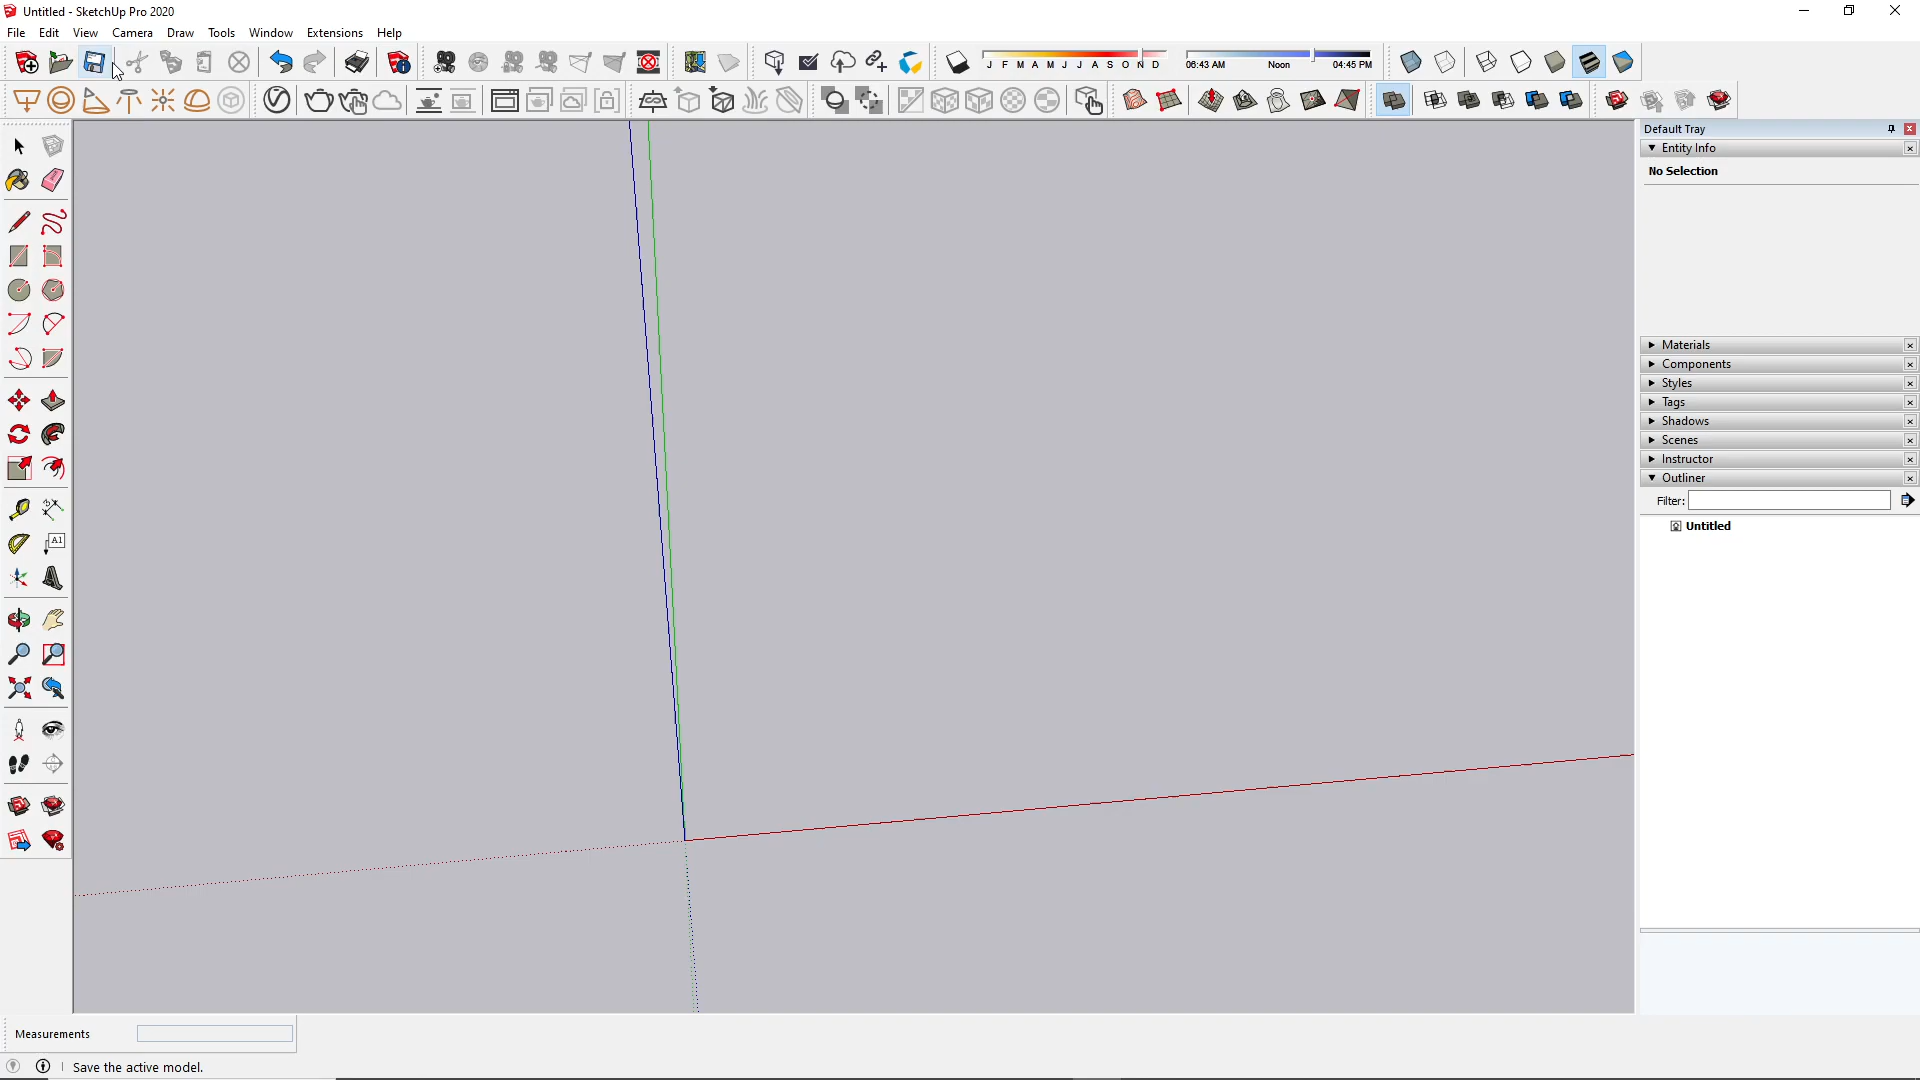 Untitled - SketchUp Pro 2020
File Edit View Camera Draw Tools Window Extensions Help
J F M A M J J A S O N D
06:43 AM Noon 04:45 PM
Default Tray
Entity Info
No Selection
A1
Materials
Components
Styles
Tags
Shadows
Scenes
Instructor
Outliner
Filter:
Untitled
Measurements
Save the active model.